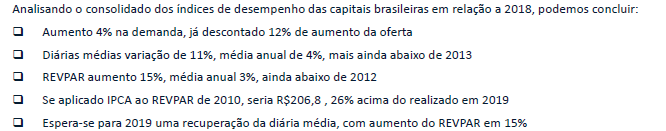 Analisando o consolidado dos índices de desempenho das capitais brasileiras em relação a 2018, podemos concluir:
❑ Aumento 4% na demanda, já descontado 12% de aumento da oferta
❑ Diárias médias variação de 11%, média anual de 4%, mais ainda abaixo de 2013
❑ REVPAR aumento 15%, média anual 3%, ainda abaixo de 2012
❑ Se aplicado IPCA ao REVPAR de 2010, seria R$206,8 , 26% acima do realizado em 2019
❑ Espera-se para 2019 uma recuperação da diária média, com aumento do REVPAR em 15%